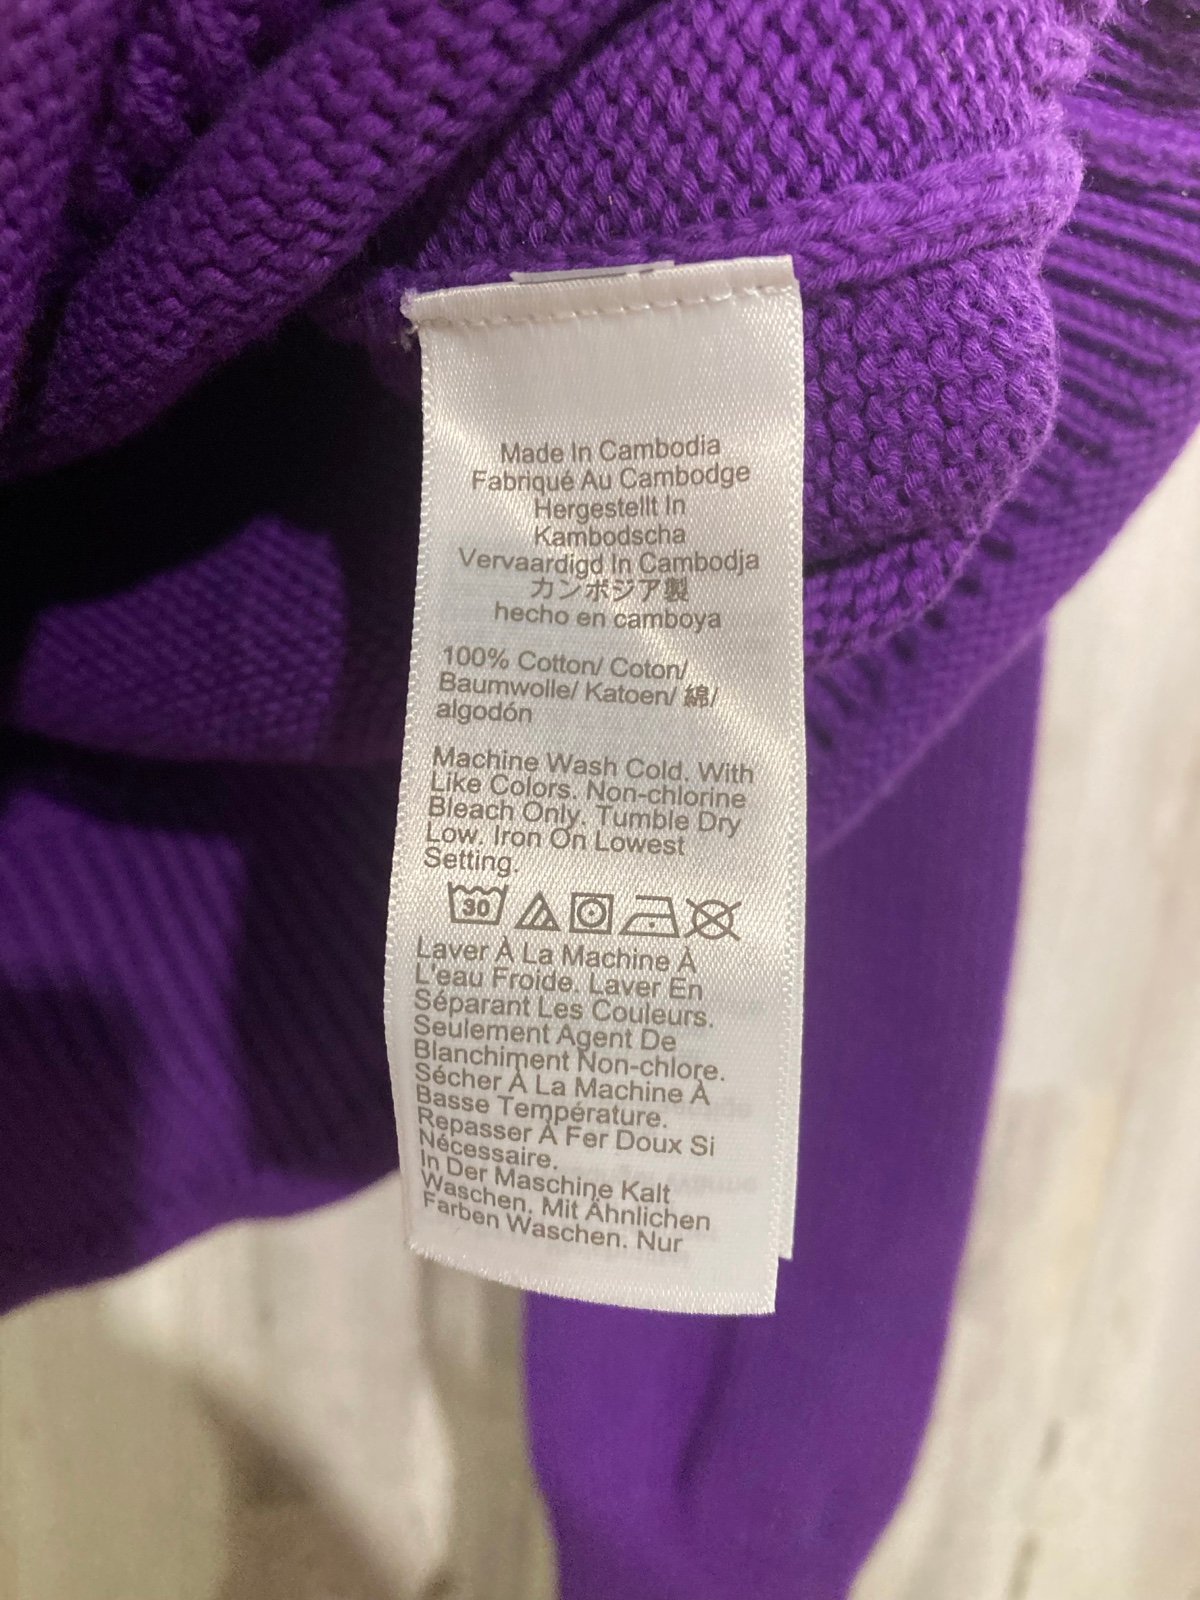 Made In Cambodia
Fabriqué Au Cambodge
Hergestellt In
Kambodscha
Vervaardigd In Cambodja
カンボジア製
hecho en camboya
100% Cotton/ Coton/
Baumwolle/ Katoen/ 綿/
algodón
Machine Wash Cold. With
Like Colors. Non-chlorine
Bleach Only. Tumble Dry
Low. Iron On Lowest
Setting.
30
Laver À La Machine À
L'eau Froide. Laver En
Séparant Les Couleurs.
Seulement Agent De
Blanchiment Non-chlore.
Sécher À La Machine À
Basse Température.
Repasser À Fer Doux Si
Nécessaire.
In Der Maschine Kalt
Waschen. Mit Ähnlichen
Farben Waschen. Nur